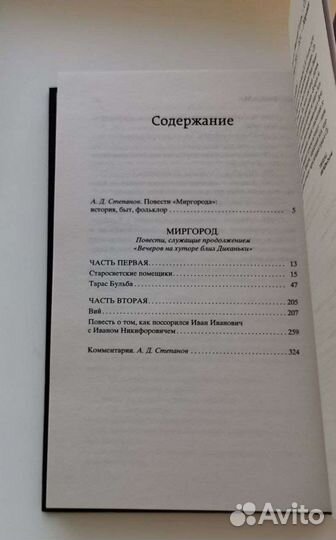 Содержание
А. Д. Степанов. Повести «Миргорода»:
история, быт, фольклор 5
МИРГОРОД
Повести, служащие продолжением
«Вечеров на хуторе близ Диканьки»
ЧАСТЬ ПЕРВАЯ 13
Старосветские помещики 15
Тарас Бульба 47
ЧАСТЬ ВТОРАЯ 205
Вий 207
Повесть о том, как поссорился Иван Иванович
с Иваном Никифоровичем 259
Комментарии. А. Д. Степанов 324
Avito